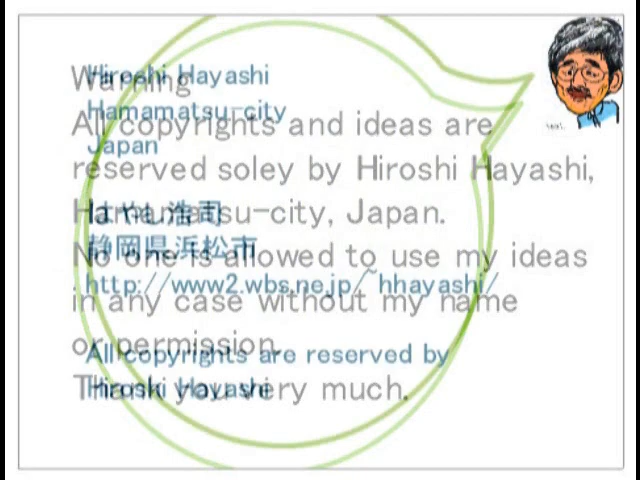 Warning
All copyrights and ideas are
reserved soley by Hiroshi Hayashi,
Hamamatsu-city, Japan.
No one is allowed to use my ideas
in any case without my name
or permission.
Thank you very much.
Hiroshi Hayashi
Hamamatsu-city
Japan
はやし浩司
静岡県浜松市
http://www2.wbs.ne.jp/~hhayashi/
All copyrights are reserved by
Hiroshi Hayashi